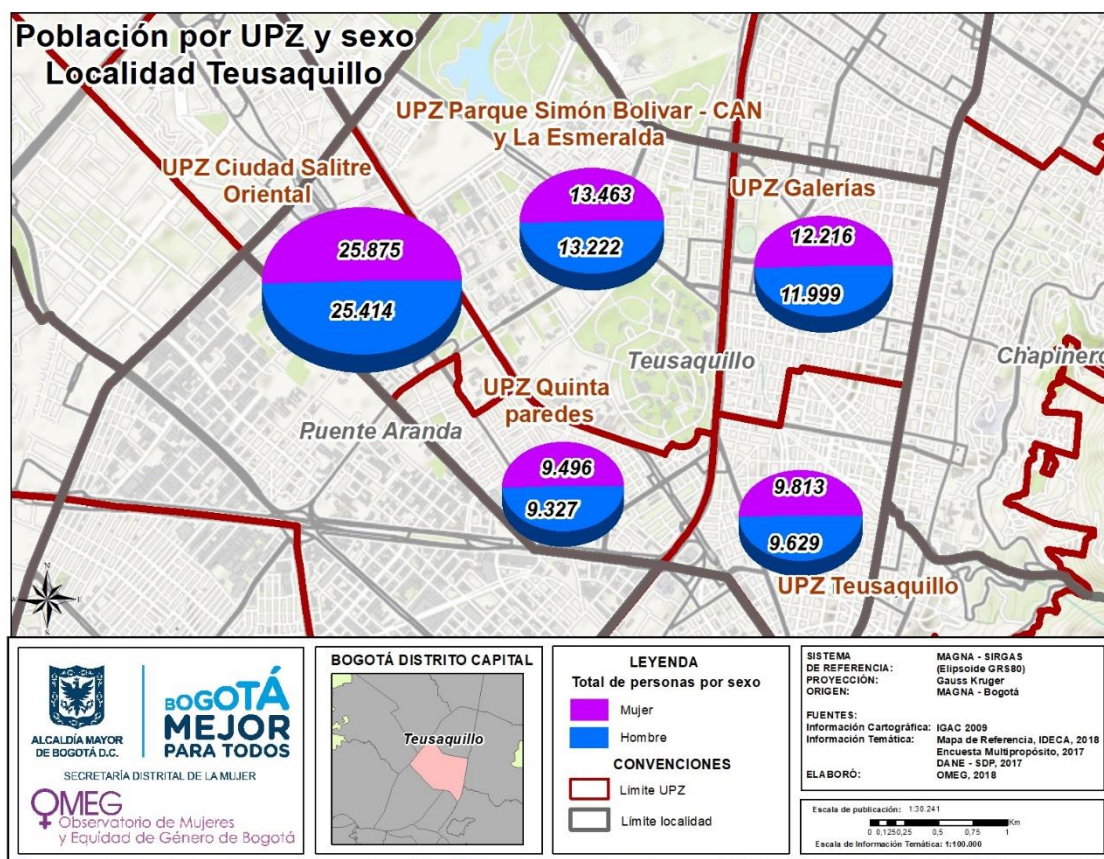 Población por UPZ y sexo
Localidad Teusaquillo
UPZ Parque Simón Bolivar - CAN
y La Esmeralda
UPZ Ciudad Salitre
Oriental
UPZ Galerías
13.463
13.222
12.216
11.999
25.875
25.414
Teusaquillo
Chapinero
UPZ Quinta
paredes
Puente Aranda
9.496
9.327
9.813
9.629
UPZ Teusaquillo
N
E
S
W
ALCALDÍA MAYOR
DE BOGOTÁ D.C.
BOGOTÁ
MEJOR
PARA TODOS
SECRETARÍA DISTRITAL DE LA MUJER
OMEG
Observatorio de Mujeres
y Equidad de Género de Bogotá
BOGOTÁ DISTRITO CAPITAL
Teusaquillo
LEYENDA
Total de personas por sexo
Mujer
Hombre
CONVENCIONES
Límite UPZ
Límite localidad
SISTEMA MAGNA - SIRGAS
DE REFERENCIA: (Elipsoide GRS80)
PROYECCIÓN: Gauss Kruger
ORIGEN: MAGNA - Bogotá
FUENTES:
Información Cartográfica: IGAC 2009
Información Temática: Mapa de Referencia, IDECA, 2018
Encuesta Multipropósito, 2017
DANE - SDP, 2017
ELABORÓ: OMEG, 2018
Escala de publicación: 1:30.241
Km
0 0,125 0,25 0,5 0,75 1
Escala de Información Temática: 1:100.000